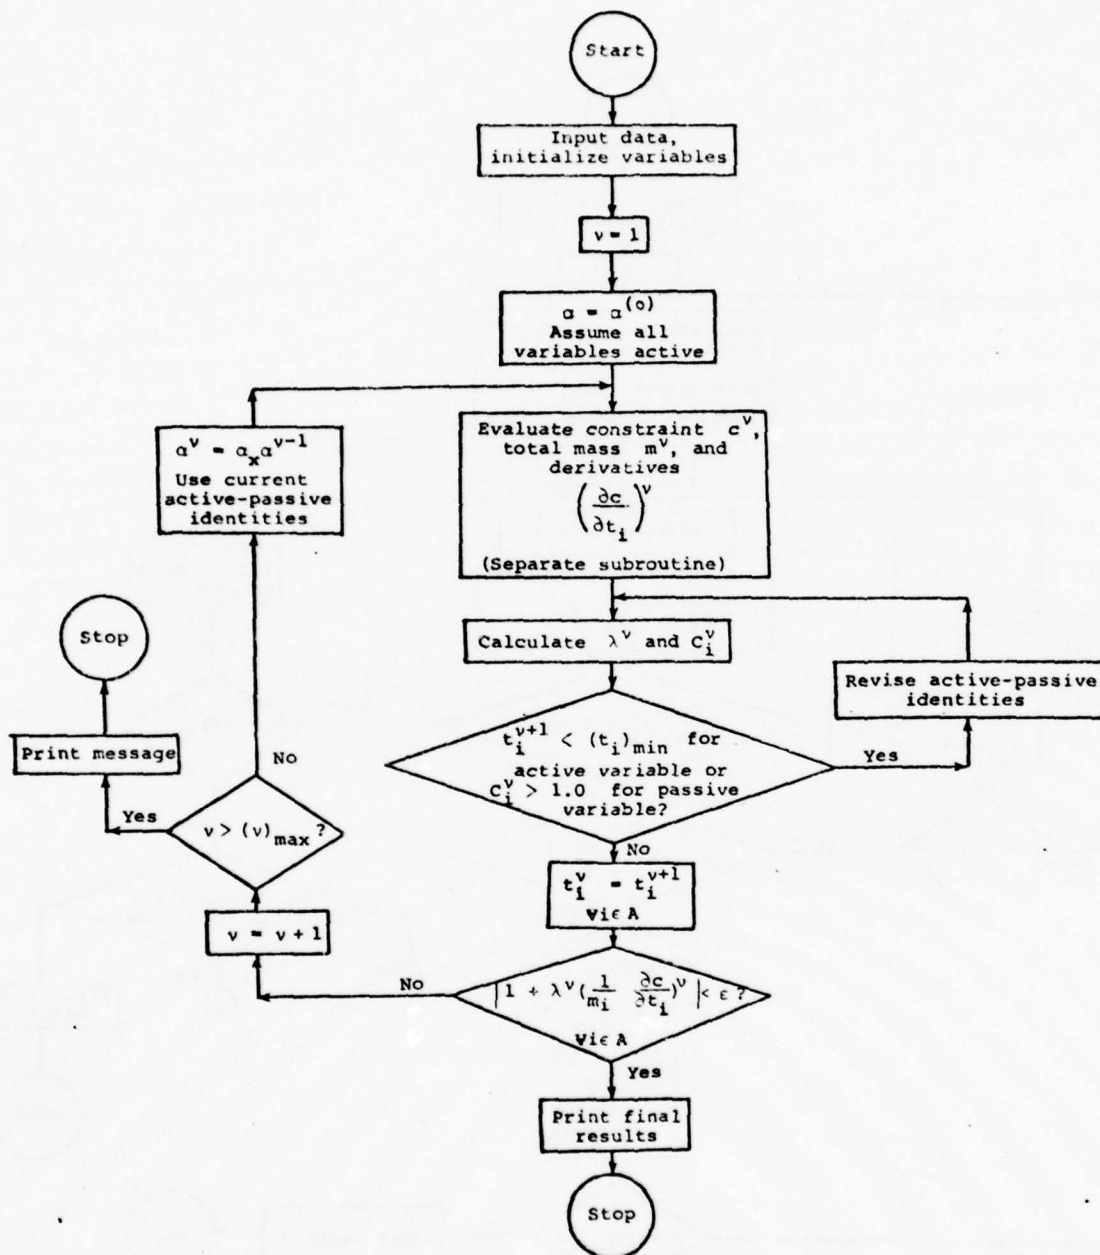 Start
Input data,
initialize variables
ν = 1
α = α^(o)
Assume all
variables active
Evaluate constraint c^ν,
total mass m^ν, and
derivatives
(∂c/∂t_i)^ν
(Separate subroutine)
Calculate λ^ν and C_i^ν
Revise active-passive
identities
t_i^ν+1 < (t_i)_min for
active variable or
C_i^ν > 1.0 for passive
variable?
Yes
No
t_i^ν = t_i^ν+1
∀iϵA
|1 + λ^ν(1/m_i ∂c/∂t_i)^ν| < ε ?
∀iϵA
No
Yes
Print final
results
Stop
ν = ν + 1
ν > (ν)_max ?
Yes
No
Print message
Stop
α^ν = α_x α^ν-1
Use current
active-passive
identities